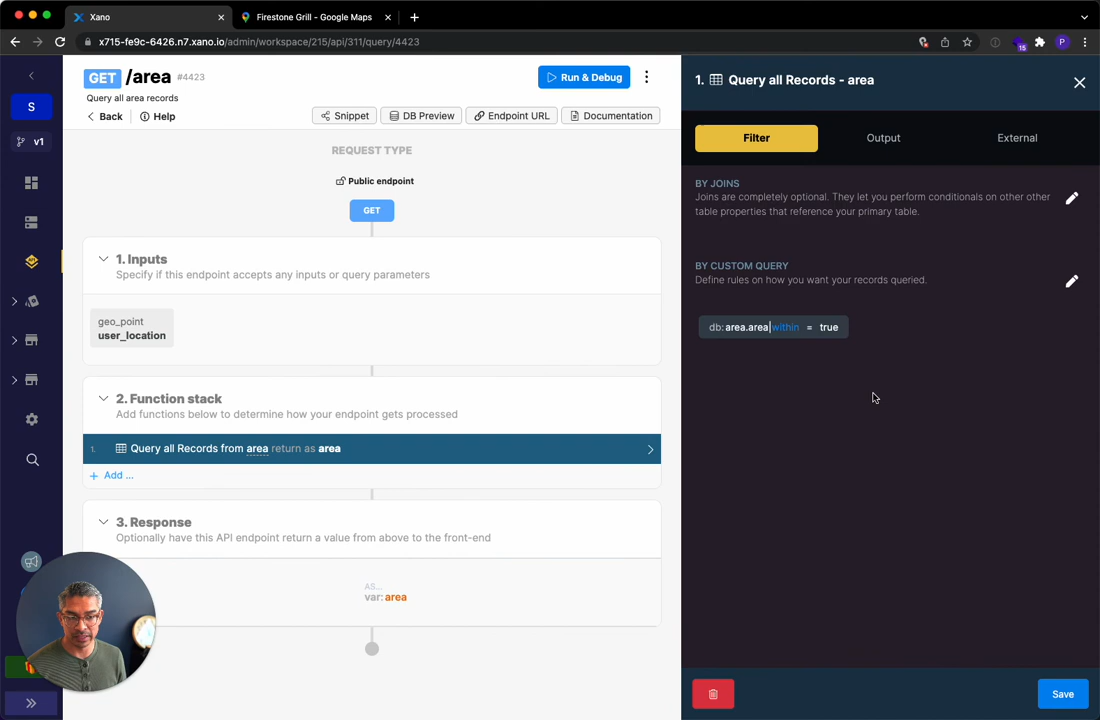 Xano
Firestone Grill - Google Maps
x715-fe9c-6426.n7.xano.io/admin/workspace/215/api/311/query/4423
15
P
S
v1
GET /area #4423
Query all area records
Back
Help
Run & Debug
Snippet
DB Preview
Endpoint URL
Documentation
REQUEST TYPE
Public endpoint
GET
1. Inputs
Specify if this endpoint accepts any inputs or query parameters
geo_point
user_location
2. Function stack
Add functions below to determine how your endpoint gets processed
1. Query all Records from area return as area
+ Add ...
3. Response
Optionally have this API endpoint return a value from above to the front-end
AS...
var: area
1. Query all Records - area
Filter
Output
External
BY JOINS
Joins are completely optional. They let you perform conditionals on other other
table properties that reference your primary table.
BY CUSTOM QUERY
Define rules on how you want your records queried.
db: area.area|within = true
Save